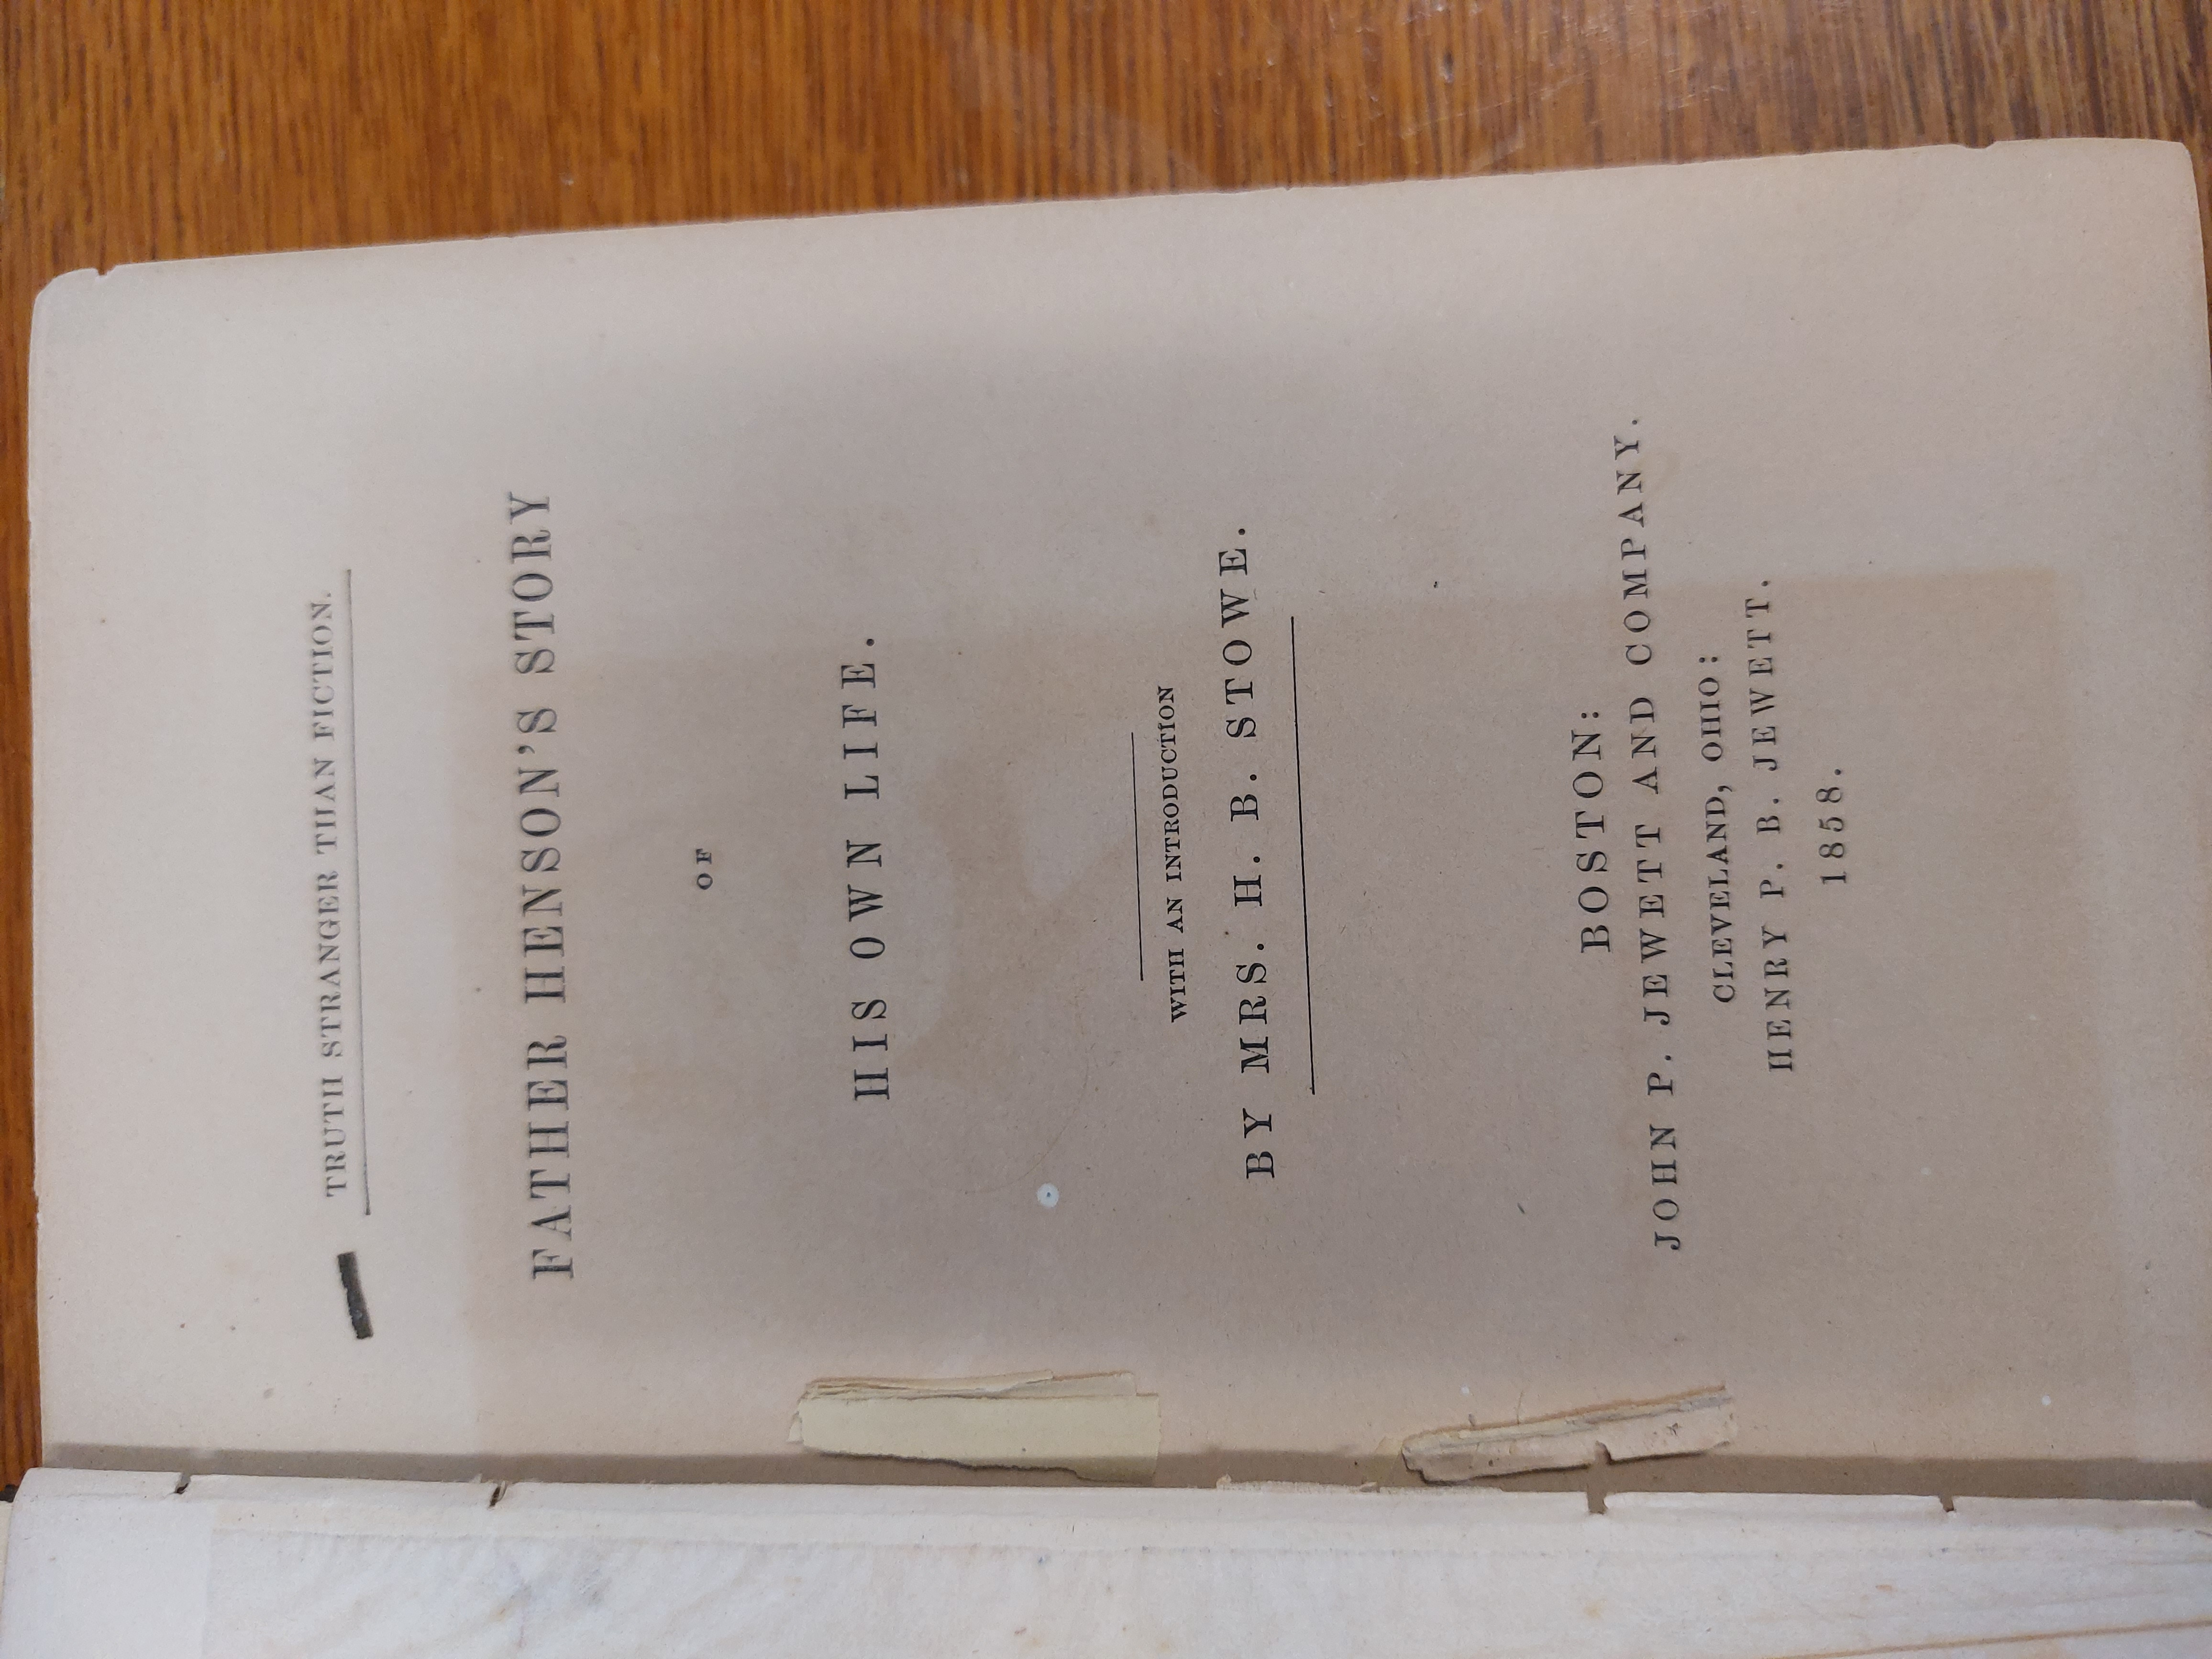 TRUTH STRANGER THAN FICTION.
FATHER HENSON'S STORY
OF
HIS OWN LIFE.
WITH AN INTRODUCTION
BY MRS. H. B. STOWE.
BOSTON:
JOHN P. JEWETT AND COMPANY.
CLEVELAND, OHIO:
HENRY P. B. JEWETT.
1858.